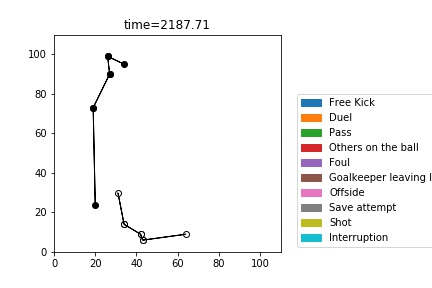 time=2187.71
100
80
60
40
20
0
0 20 40 60 80 100
Free Kick
Duel
Pass
Others on the ball
Foul
Goalkeeper leaving l
Offside
Save attempt
Shot
Interruption